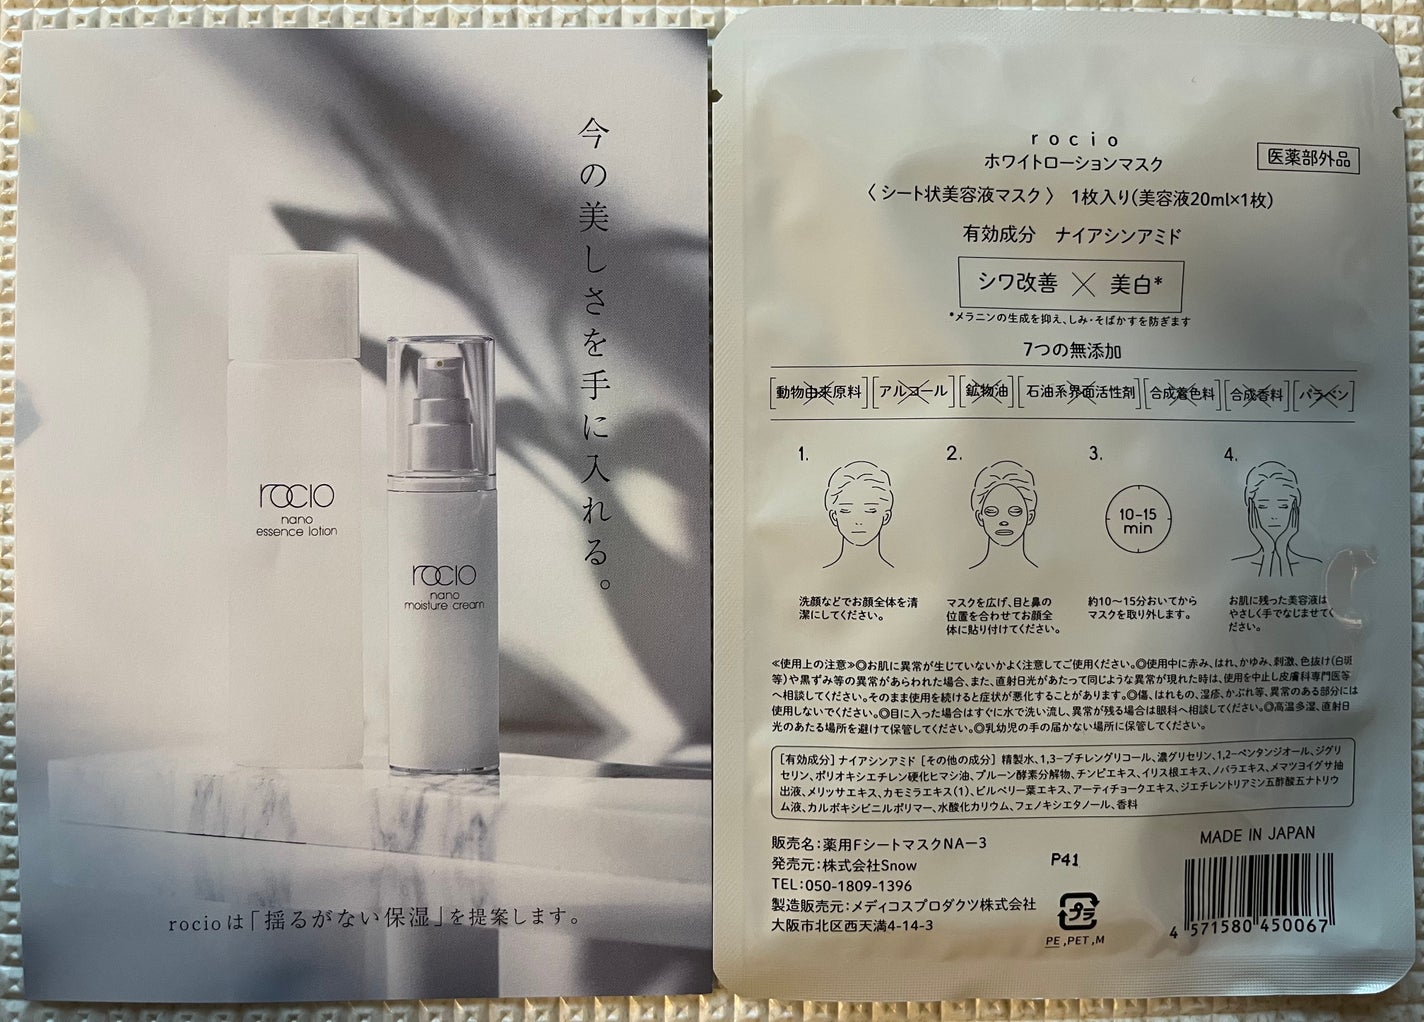 今の美しさを手に入れる。
rocio
nano
essence lotion
rocio
nano
moisture cream
rocioは「揺るがない保湿」を提案します。
rocio
ホワイトローションマスク
医薬部外品
〈シート状美容液マスク〉 1枚入り(美容液20ml×1枚)
有効成分 ナイアシンアミド
シワ改善 × 美白*
*メラニンの生成を抑え、しみ・そばかすを防ぎます
7つの無添加
[動物由来原料] [アルコール] [鉱物油] [石油系界面活性剤] [合成着色料] [合成香料] [パラベン]
1.
2.
3.
4.
10-15
min
洗顔などでお顔全体を清
潔にしてください。
マスクを広げ、目と鼻の
位置を合わせてお顔全
体に貼り付けてください。
約10〜15分おいてから
マスクを取り外します。
お肌に残った美容液は
やさしく手でなじませてく
ださい。
≪使用上の注意≫◎お肌に異常が生じていないかよく注意してご使用ください。◎使用中に赤み、はれ、かゆみ、刺激、色抜け(白斑
等)や黒ずみ等の異常があらわれた場合、また、直射日光があたって同じような異常が現れた時は、使用を中止し皮膚科専門医等
へ相談してください。そのまま使用を続けると症状が悪化することがあります。◎傷、はれもの、湿疹、かぶれ等、異常のある部分には
使用しないでください。◎目に入った場合はすぐに水で洗い流し、異常が残る場合は眼科へ相談してください。◎高温多湿、直射日
光のあたる場所を避けて保管してください。◎乳幼児の手の届かない場所に保管してください。
[有効成分] ナイアシンアミド [その他の成分] 精製水、1,3-ブチレングリコール、濃グリセリン、1,2-ペンタンジオール、ジグリ
セリン、ポリオキシエチレン硬化ヒマシ油、プルーン酵素分解物、チンピエキス、イリス根エキス、ノバラエキス、メマツヨイグサ抽
出液、メリッサエキス、カモミラエキス(1)、ビルベリー葉エキス、アーティチョークエキス、ジエチレントリアミン五酢酸五ナトリウ
ム液、カルボキシビニルポリマー、水酸化カリウム、フェノキシエタノール、香料
販売名:薬用FシートマスクNA-3
発売元:株式会社Snow
TEL:050-1809-1396
製造販売元:メディコスプロダクツ株式会社
大阪市北区西天満4-14-3
P41
プラ
PE,PET,M
MADE IN JAPAN
4 571580 450067